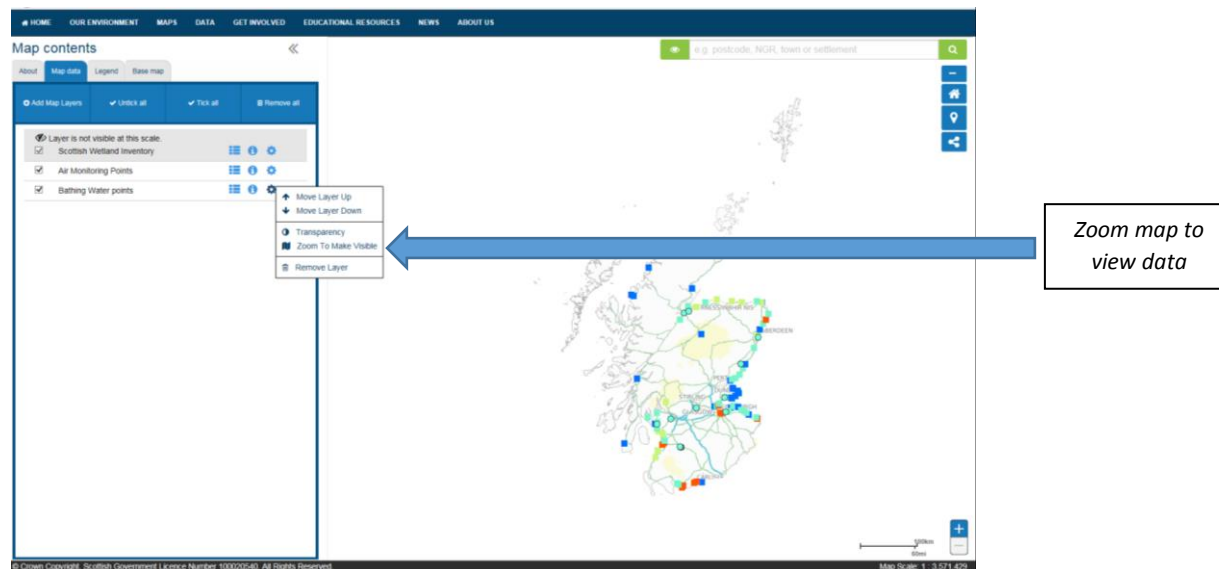 HOME OUR ENVIRONMENT MAPS DATA GET INVOLVED EDUCATIONAL RESOURCES NEWS ABOUT US
Map contents
e.g. postcode, NGR, town or settlement
About Map data Legend Base map
Add Map Layers Untick all Tick all Remove all
Layer is not visible at this scale.
Scottish Wetland Inventory
Air Monitoring Points
Bathing Water points
Move Layer Up
Move Layer Down
Transparency
Zoom To Make Visible
Remove Layer
Zoom map to
view data
ABERDEEN
PERTH
STIRLING
60mi
© Crown Copyright. Scottish Government Licence Number 100020540. All Rights Reserved.
Map Scale: 1 : 3,571,429